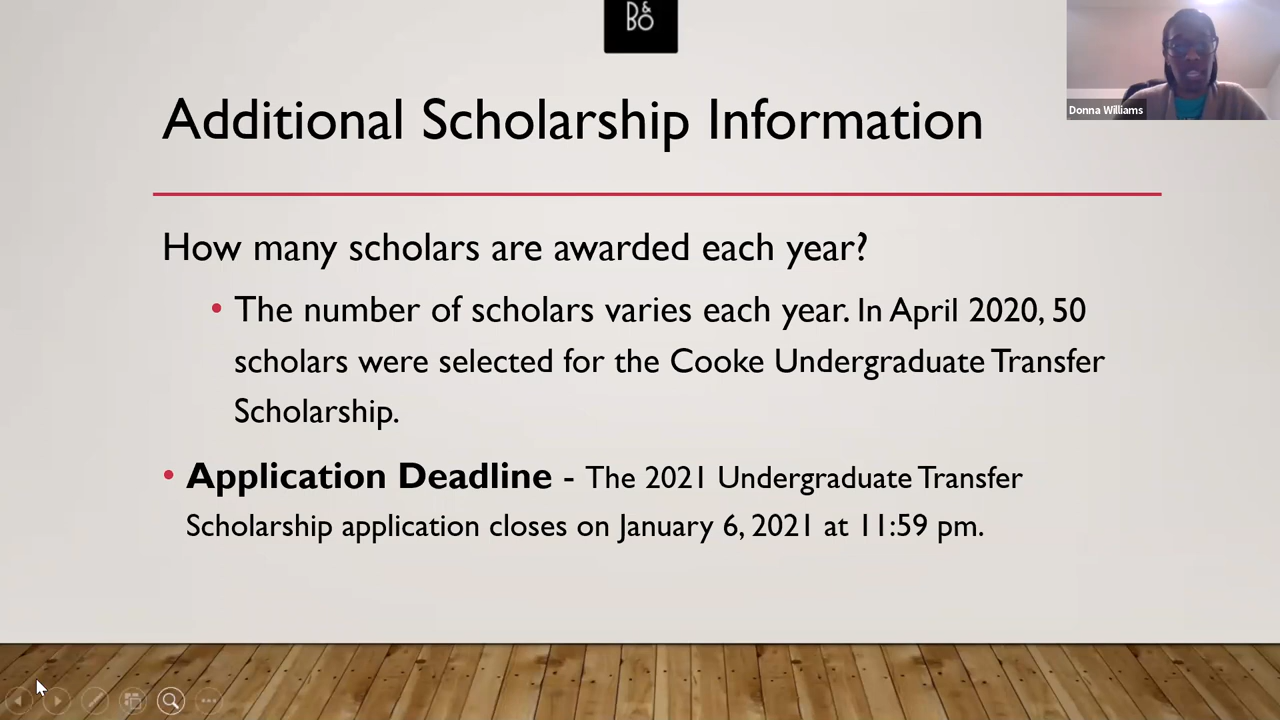 D&
BO
Donna Williams
Additional Scholarship Information
How many scholars are awarded each year?
• The number of scholars varies each year. In April 2020, 50
scholars were selected for the Cooke Undergraduate Transfer
Scholarship.
• Application Deadline - The 2021 Undergraduate Transfer
Scholarship application closes on January 6, 2021 at 11:59 pm.